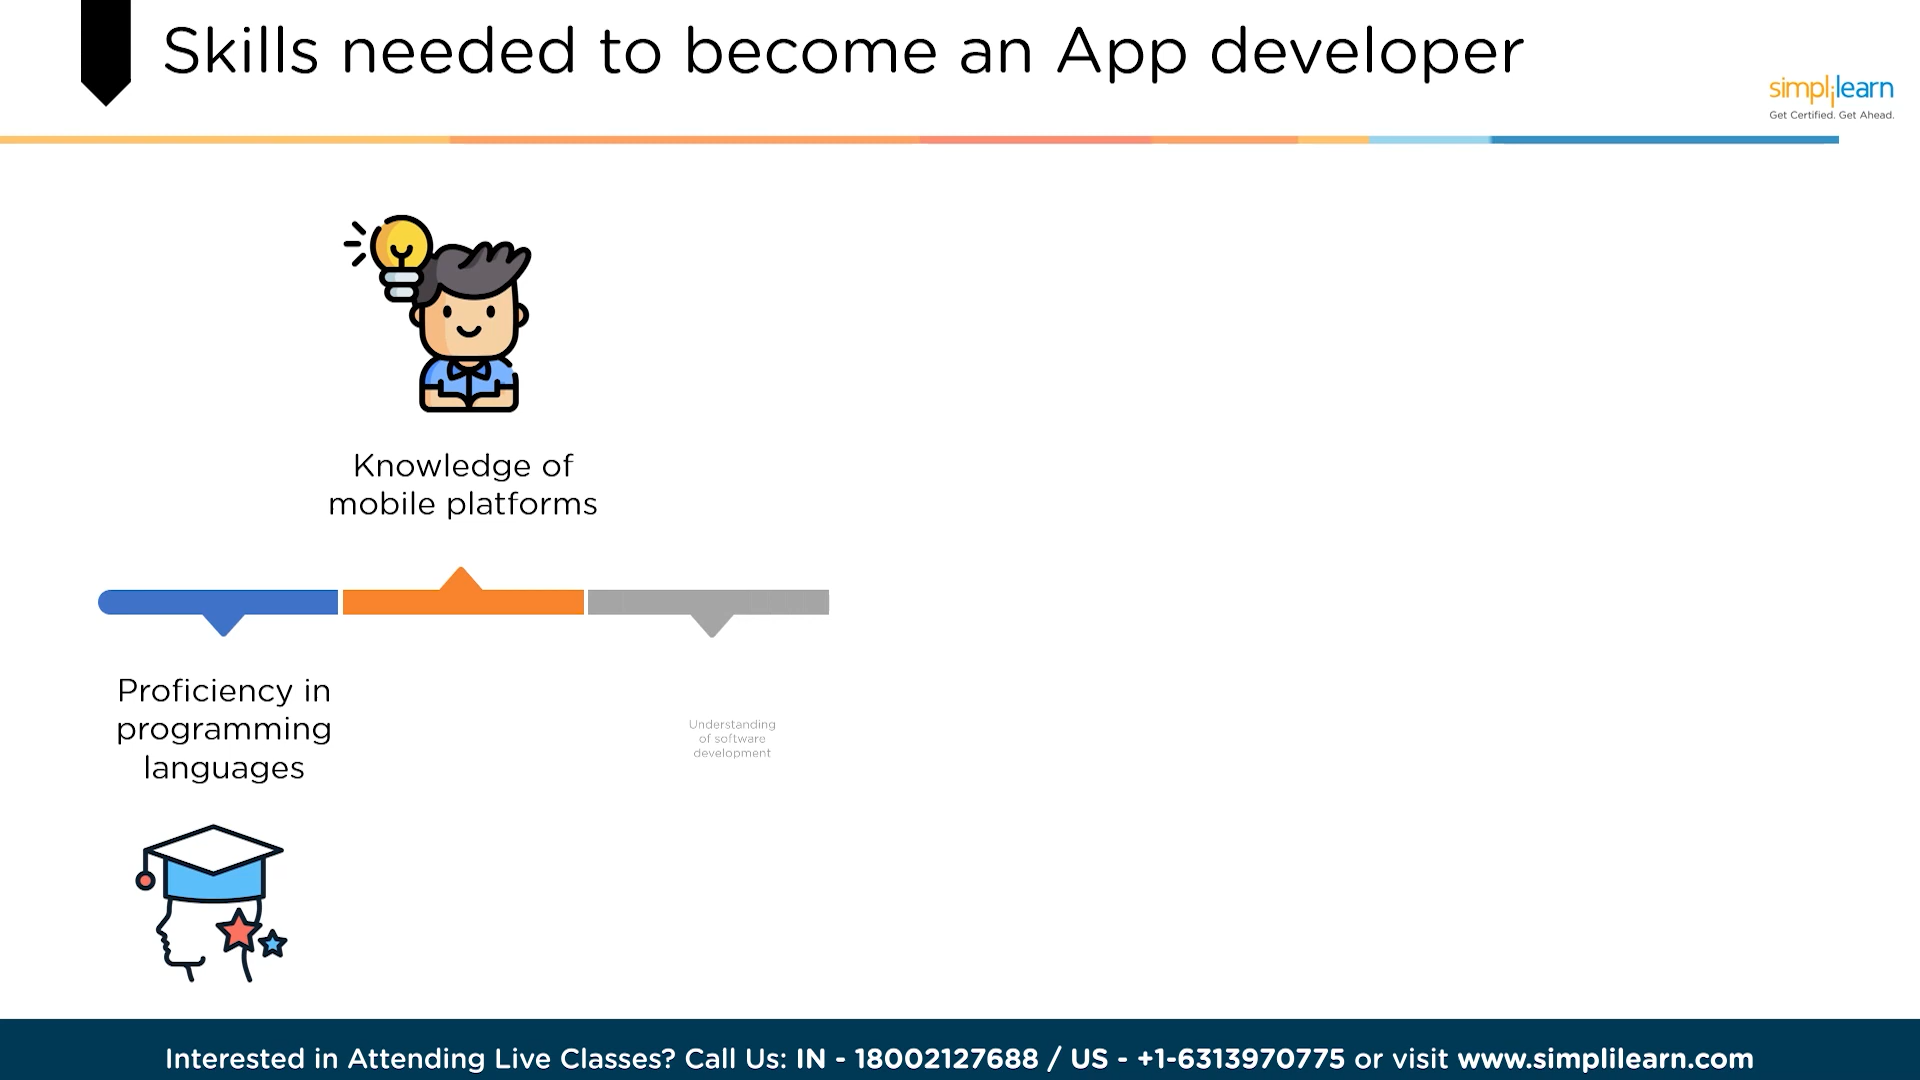 Skills needed to become an App developer
simplilearn
Get Certified. Get Ahead.
Knowledge of
mobile platforms
Proficiency in
programming
languages
Understanding
of software
development
Interested in Attending Live Classes? Call Us: IN - 18002127688 / US - +1-6313970775 or visit www.simplilearn.com